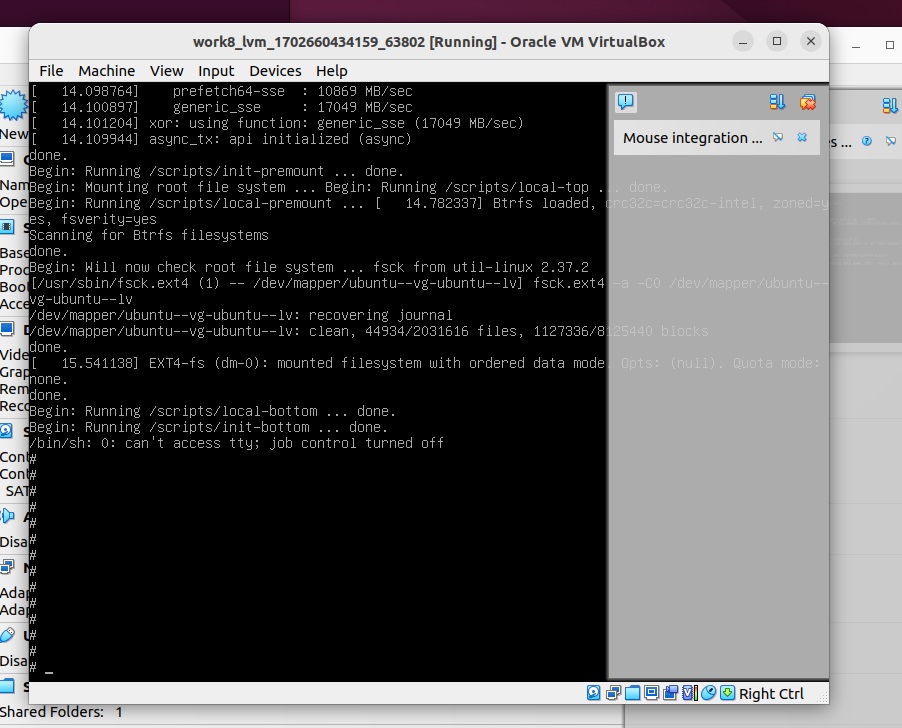 work8_lvm_1702660434159_63802 [Running] - Oracle VM VirtualBox
File Machine View Input Devices Help
[   14.098764]    prefetch64-sse  : 10869 MB/sec
[   14.100897]    generic_sse     : 17049 MB/sec
[   14.101204] xor: using function: generic_sse (17049 MB/sec)
[   14.109944] async_tx: api initialized (async)
done.
Begin: Running /scripts/init-premount ... done.
Begin: Mounting root file system ... Begin: Running /scripts/local-top ... done.
Begin: Running /scripts/local-premount ... [   14.782337] Btrfs loaded, crc32c=crc32c-intel, zoned=y
es, fsverity=yes
Scanning for Btrfs filesystems
done.
Begin: Will now check root file system ... fsck from util-linux 2.37.2
[/usr/sbin/fsck.ext4 (1) -- /dev/mapper/ubuntu--vg-ubuntu--lv] fsck.ext4 -a -C0 /dev/mapper/ubuntu--
vg-ubuntu--lv
/dev/mapper/ubuntu--vg-ubuntu--lv: recovering journal
/dev/mapper/ubuntu--vg-ubuntu--lv: clean, 44934/2031616 files, 1127336/8125440 blocks
done.
[   15.541138] EXT4-fs (dm-0): mounted filesystem with ordered data mode. Opts: (null). Quota mode:
none.
done.
Begin: Running /scripts/local-bottom ... done.
Begin: Running /scripts/init-bottom ... done.
/bin/sh: 0: can't access tty; job control turned off
#
#
#
#
#
#
#
#
#
#
#
#
#
# _
Mouse integration ...
Right Ctrl
New
Nam
Ope
Base
Proc
Boo
Acce
Vide
Grap
Rem
Reco
Cont
Cont
SAT
Disa
Adap
Adap
Disa
Shared Folders: 1
s ...